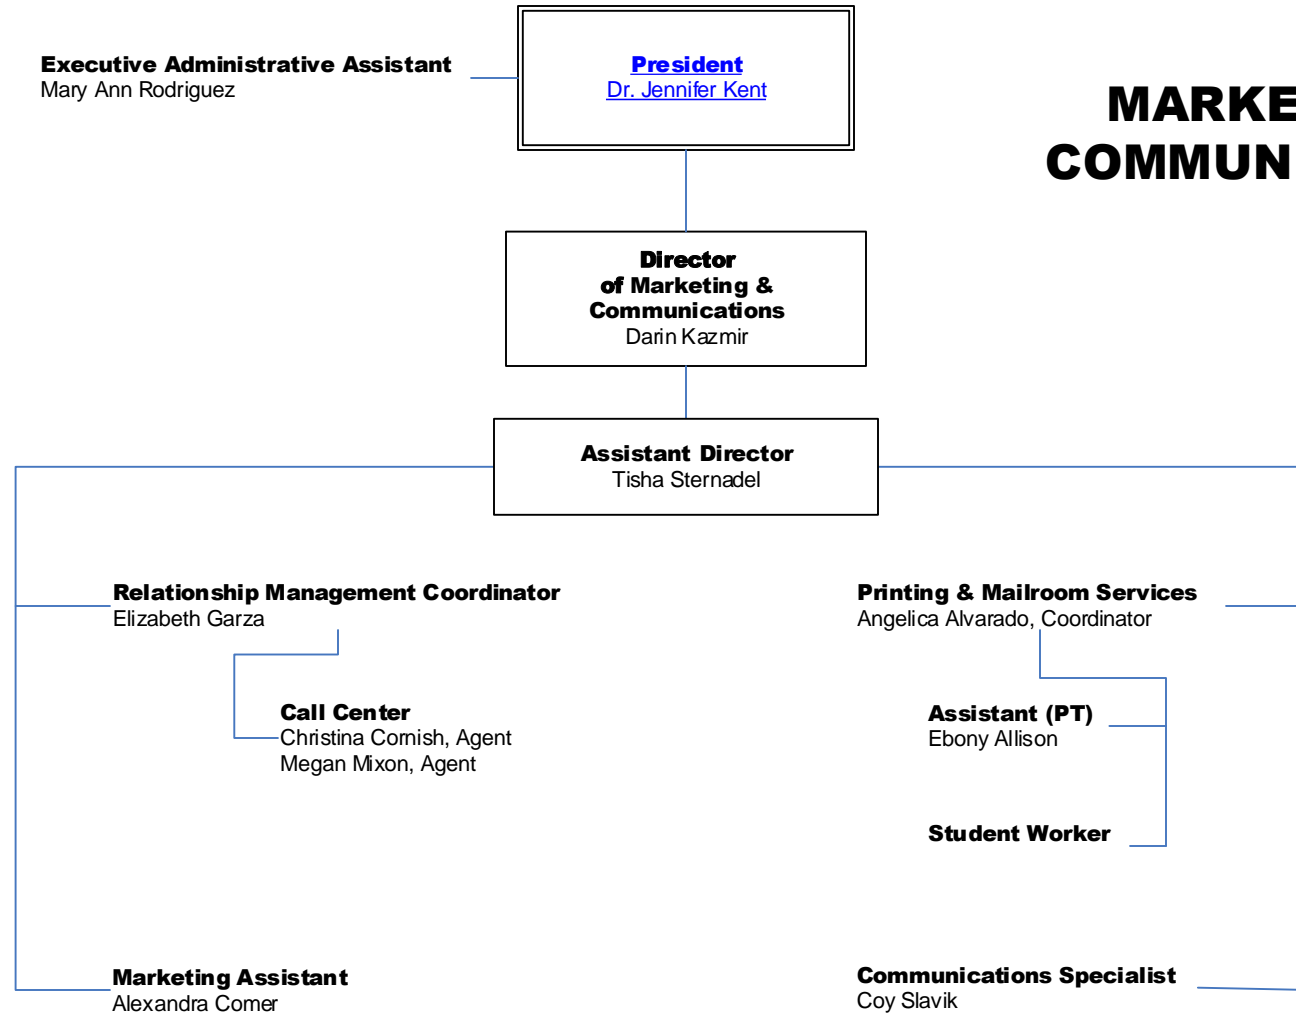 Executive Administrative Assistant
Mary Ann Rodriguez
President
Dr. Jennifer Kent
MARKE
COMMUN
Director
of Marketing &
Communications
Darin Kazmir
Assistant Director
Tisha Sternadel
Relationship Management Coordinator
Elizabeth Garza
Call Center
Christina Cornish, Agent
Megan Mixon, Agent
Marketing Assistant
Alexandra Comer
Printing & Mailroom Services
Angelica Alvarado, Coordinator
Assistant (PT)
Ebony Allison
Student Worker
Communications Specialist
Coy Slavik